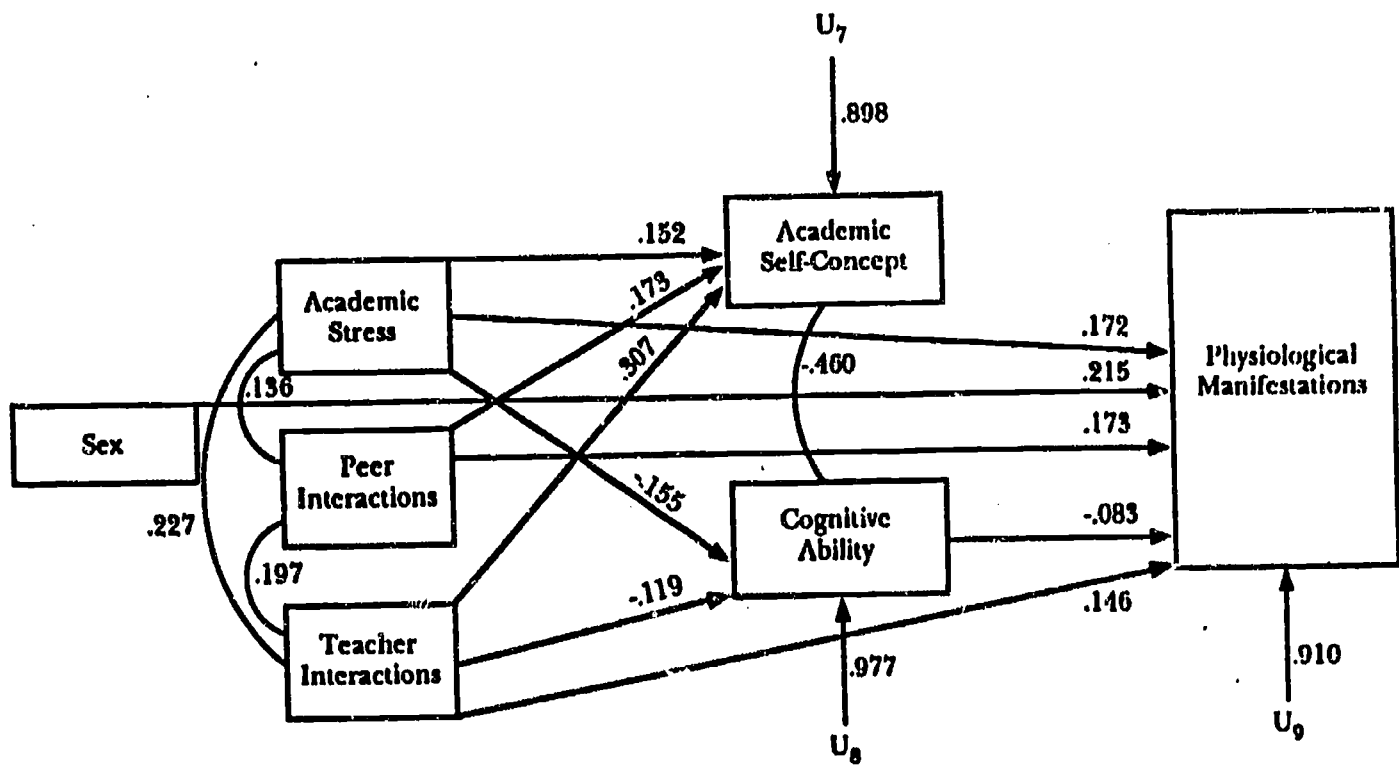 U7
.898
Academic
Self-Concept
.152
.173
.307
Academic
Stress
.172
Physiological
Manifestations
-.460
.136
.215
Sex
.173
Peer
Interactions
-.155
Cognitive
Ability
-.083
.227
.197
-.119
.146
Teacher
Interactions
.977
.910
U8
U9